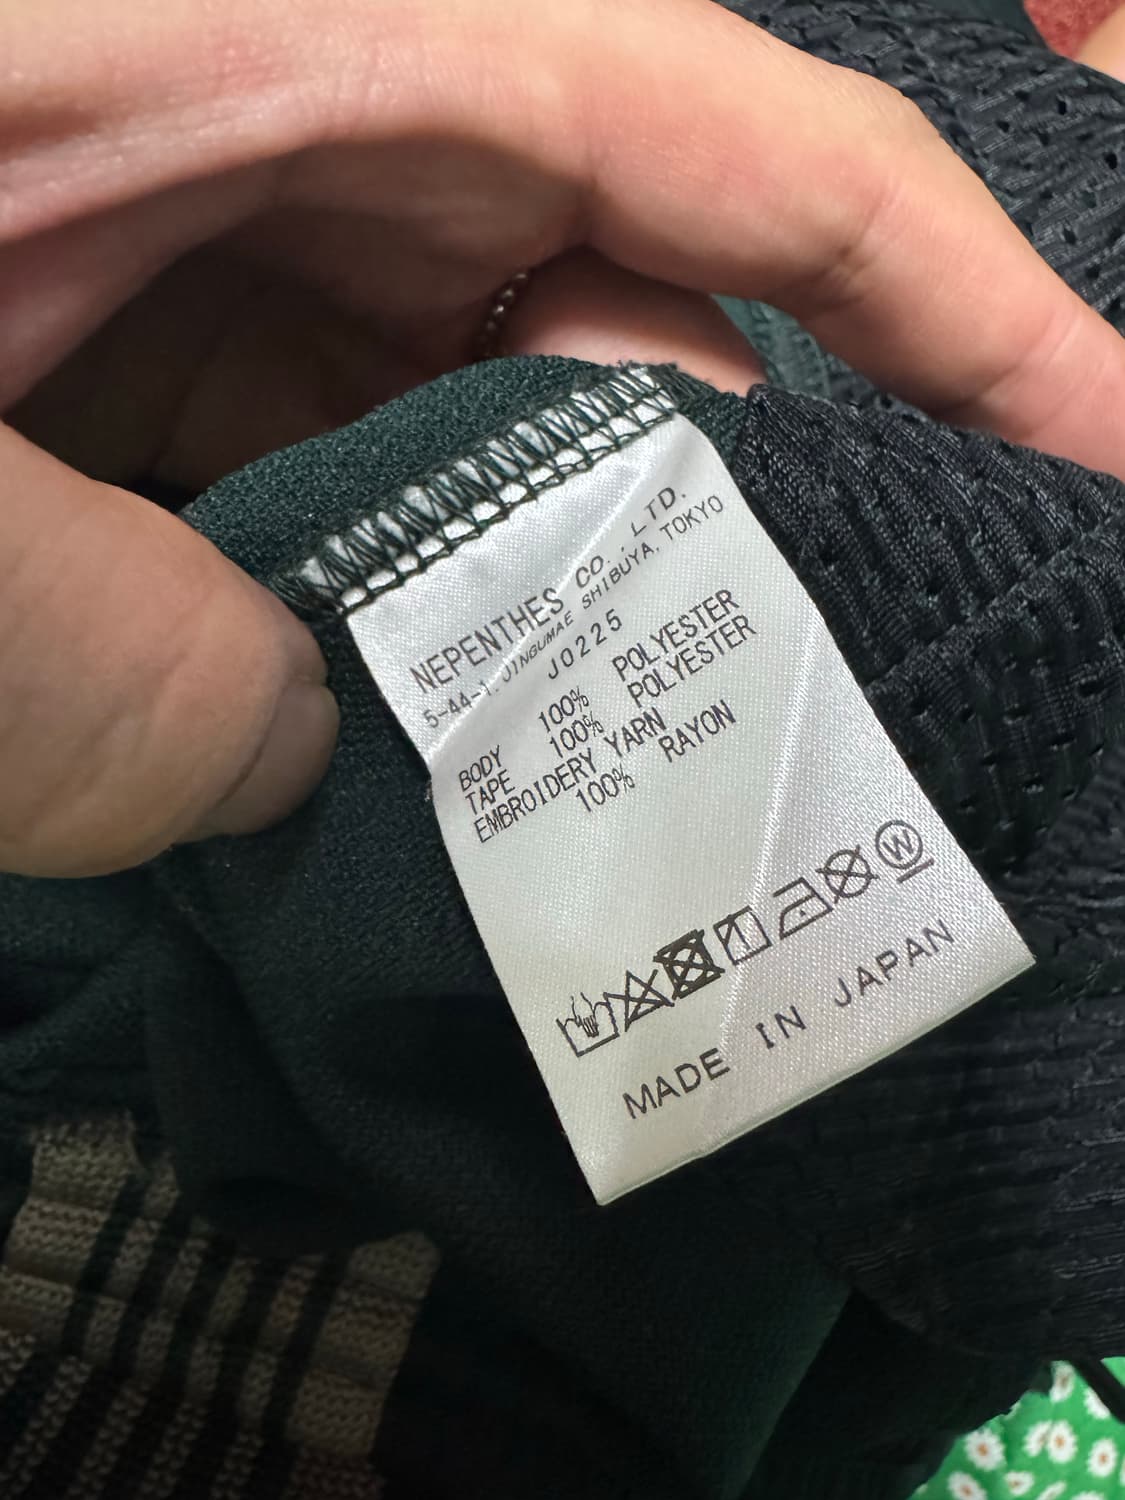 NEPENTHES CO.,LTD.
5-44-1, JINGUMAE SHIBUYA, TOKYO
J0225
BODY 100% POLYESTER
TAPE 100% POLYESTER
EMBROIDERY YARN
100% RAYON
W
MADE IN JAPAN